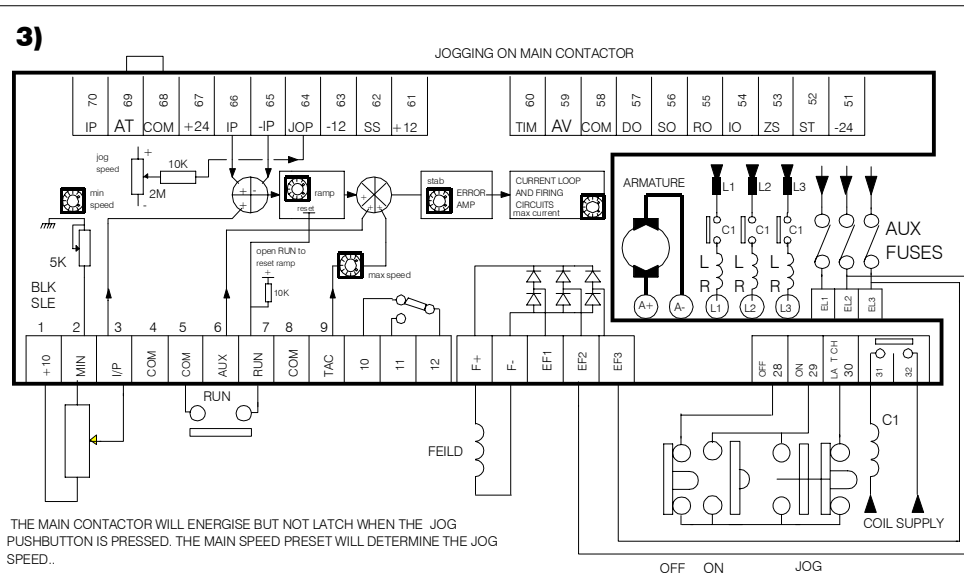 3)
JOGGING ON MAIN CONTACTOR
70 69 68 67 66 65 64 63 62 61
IP AT COM +24 IP -IP JOP -12 SS +12
60 59 58 57 56 55 54 53 52 51
TIM AV COM DO SO RO IO ZS ST -24
jog
speed
+
10K
2M
-
min
speed
5K
BLK
SLE
+ - +
ramp
reset
open RUN to
reset ramp
+
10K
+ + +
max speed
stab
ERROR
AMP
CURRENT LOOP
AND FIRING
CIRCUITS
max current
ARMATURE
L1 L2 L3
C1 C1 C1
L L L
R R R
A+ A- L1 L2 L3
AUX
FUSES
EL1 EL2 EL3
1 2 3 4 5 6 7 8 9
+10 MIN I/P COM COM AUX RUN COM TAC 10 11 12
F+ F- EF1 EF2 EF3
OFF 28 ON 29 LA T CH 30 31 32
RUN
FEILD
C1
COIL SUPPLY
THE MAIN CONTACTOR WILL ENERGISE BUT NOT LATCH WHEN THE JOG
PUSHBUTTON IS PRESSED. THE MAIN SPEED PRESET WILL DETERMINE THE JOG
SPEED..
OFF ON JOG